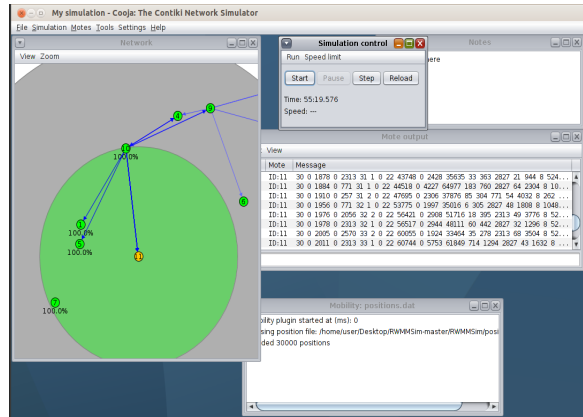 My simulation - Cooja: The Contiki Network Simulator
File Simulation Motes Tools Settings Help
Network
View Zoom
4
9
10
100.0%
6
1
100.0%
5
100.0%
11
7
100.0%
Simulation control
Run Speed limit
Start Pause Step Reload
Time: 55:19.576
Speed: ---
Notes
ere
Mote output
View
Mote Message
ID:11 30 0 1878 0 2313 31 1 0 22 43748 0 2428 35635 33 363 2827 21 944 8 524...
ID:11 30 0 1884 0 771 31 1 0 22 44518 0 4227 64977 183 760 2827 64 2304 8 10...
ID:11 30 0 1910 0 257 31 2 0 22 47695 0 2306 37876 85 304 771 54 4032 8 262 ...
ID:11 30 0 1956 0 771 32 1 0 22 53775 0 1997 35016 6 305 2827 48 1808 8 1048...
ID:11 30 0 1976 0 2056 32 2 0 22 56421 0 2908 51716 18 395 2313 49 3776 8 52...
ID:11 30 0 1978 0 2313 32 1 0 22 56517 0 2944 48111 60 442 2827 32 1296 8 52...
ID:11 30 0 2005 0 2570 33 2 0 22 60055 0 1924 33464 35 278 2313 68 3504 8 52...
ID:11 30 0 2011 0 2313 33 1 0 22 60744 0 5753 61849 714 1294 2827 43 1632 8 ...
Mobility: positions.dat
bility plugin started at (ms): 0
sing position file: /home/user/Desktop/RWMMSim-master/RWMMSim/posi
ded 30000 positions